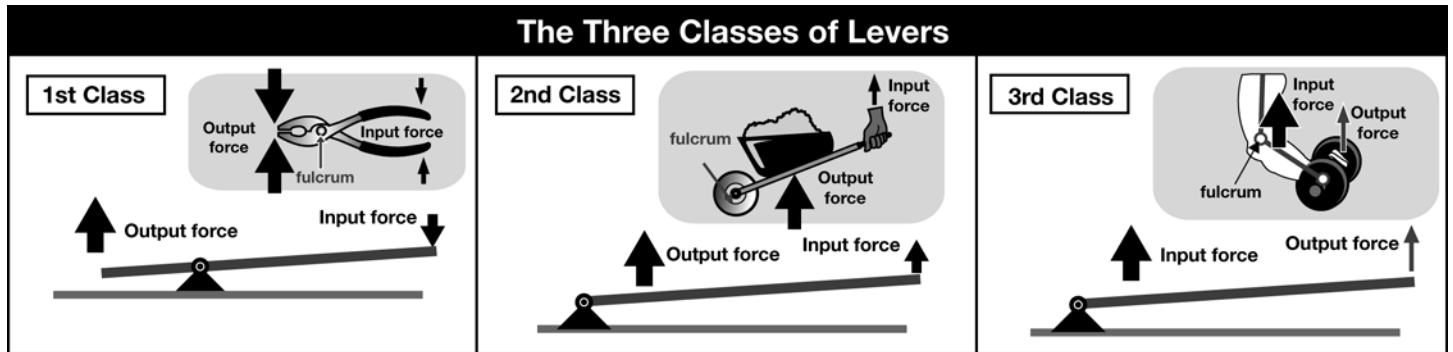 The Three Classes of Levers
1st Class
Output
force
Input force
fulcrum
Output force
Input force
2nd Class
Input
force
fulcrum
Output
force
Output force
Input force
3rd Class
Input
force
Output
force
fulcrum
Input force
Output force